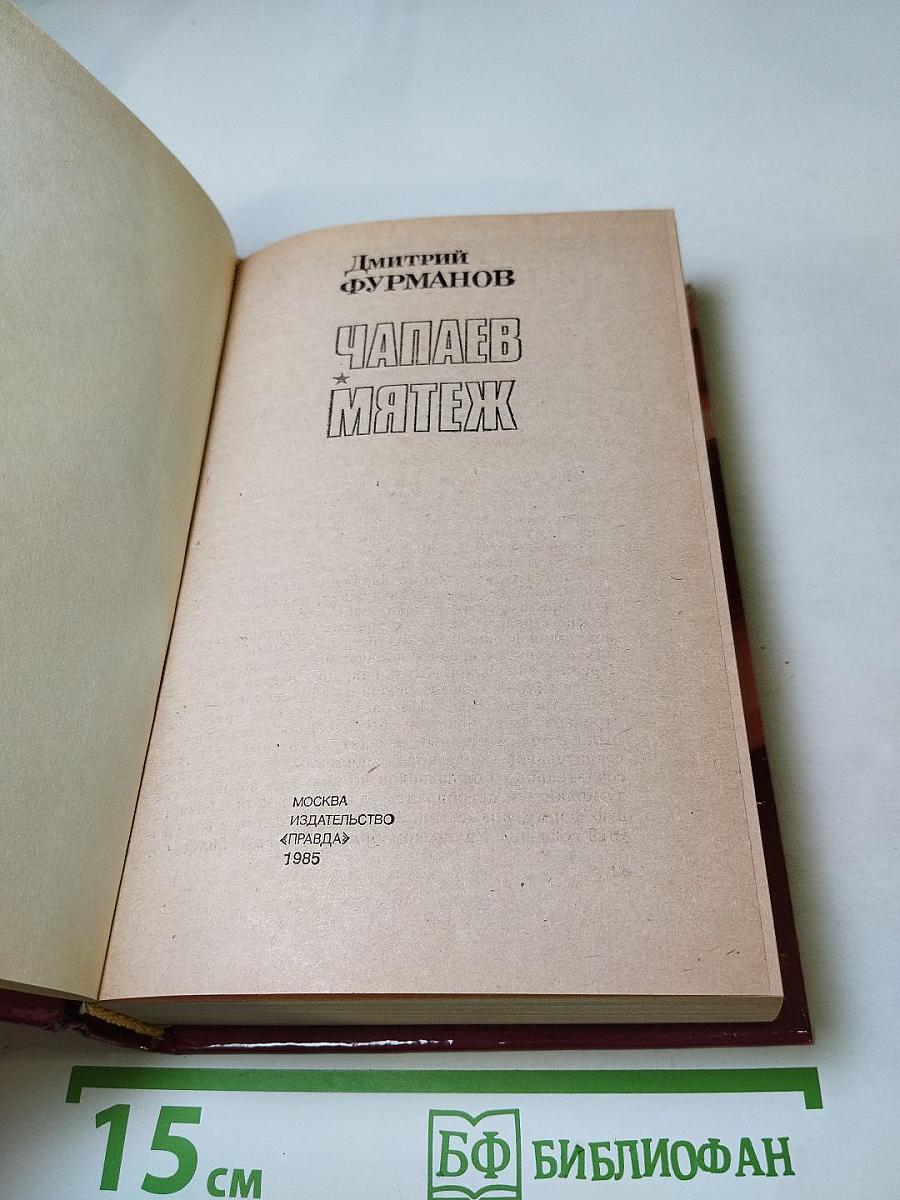 Дмитрий
ФУРМАНОВ
ЧАПАЕВ
МЯТЕЖ
МОСКВА
ИЗДАТЕЛЬСТВО
«ПРАВДА»
1985
15 см
БФ БИБЛИОФАН